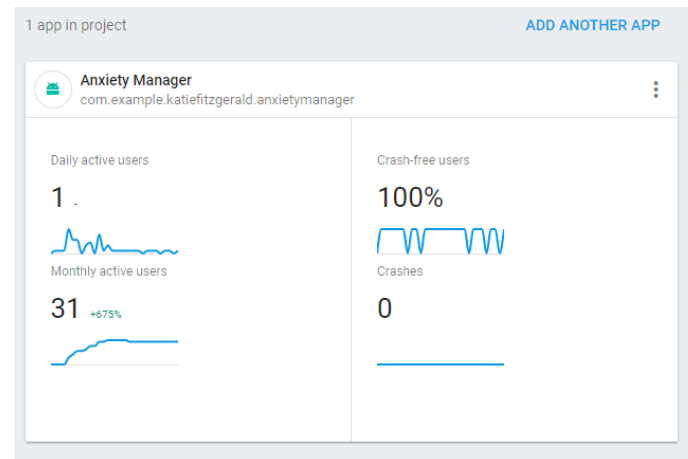 1 app in project
ADD ANOTHER APP
Anxiety Manager
com.example.katiefitzgerald.anxietymanager
Daily active users
1 -
Monthly active users
31 +675%
Crash-free users
100%
Crashes
0